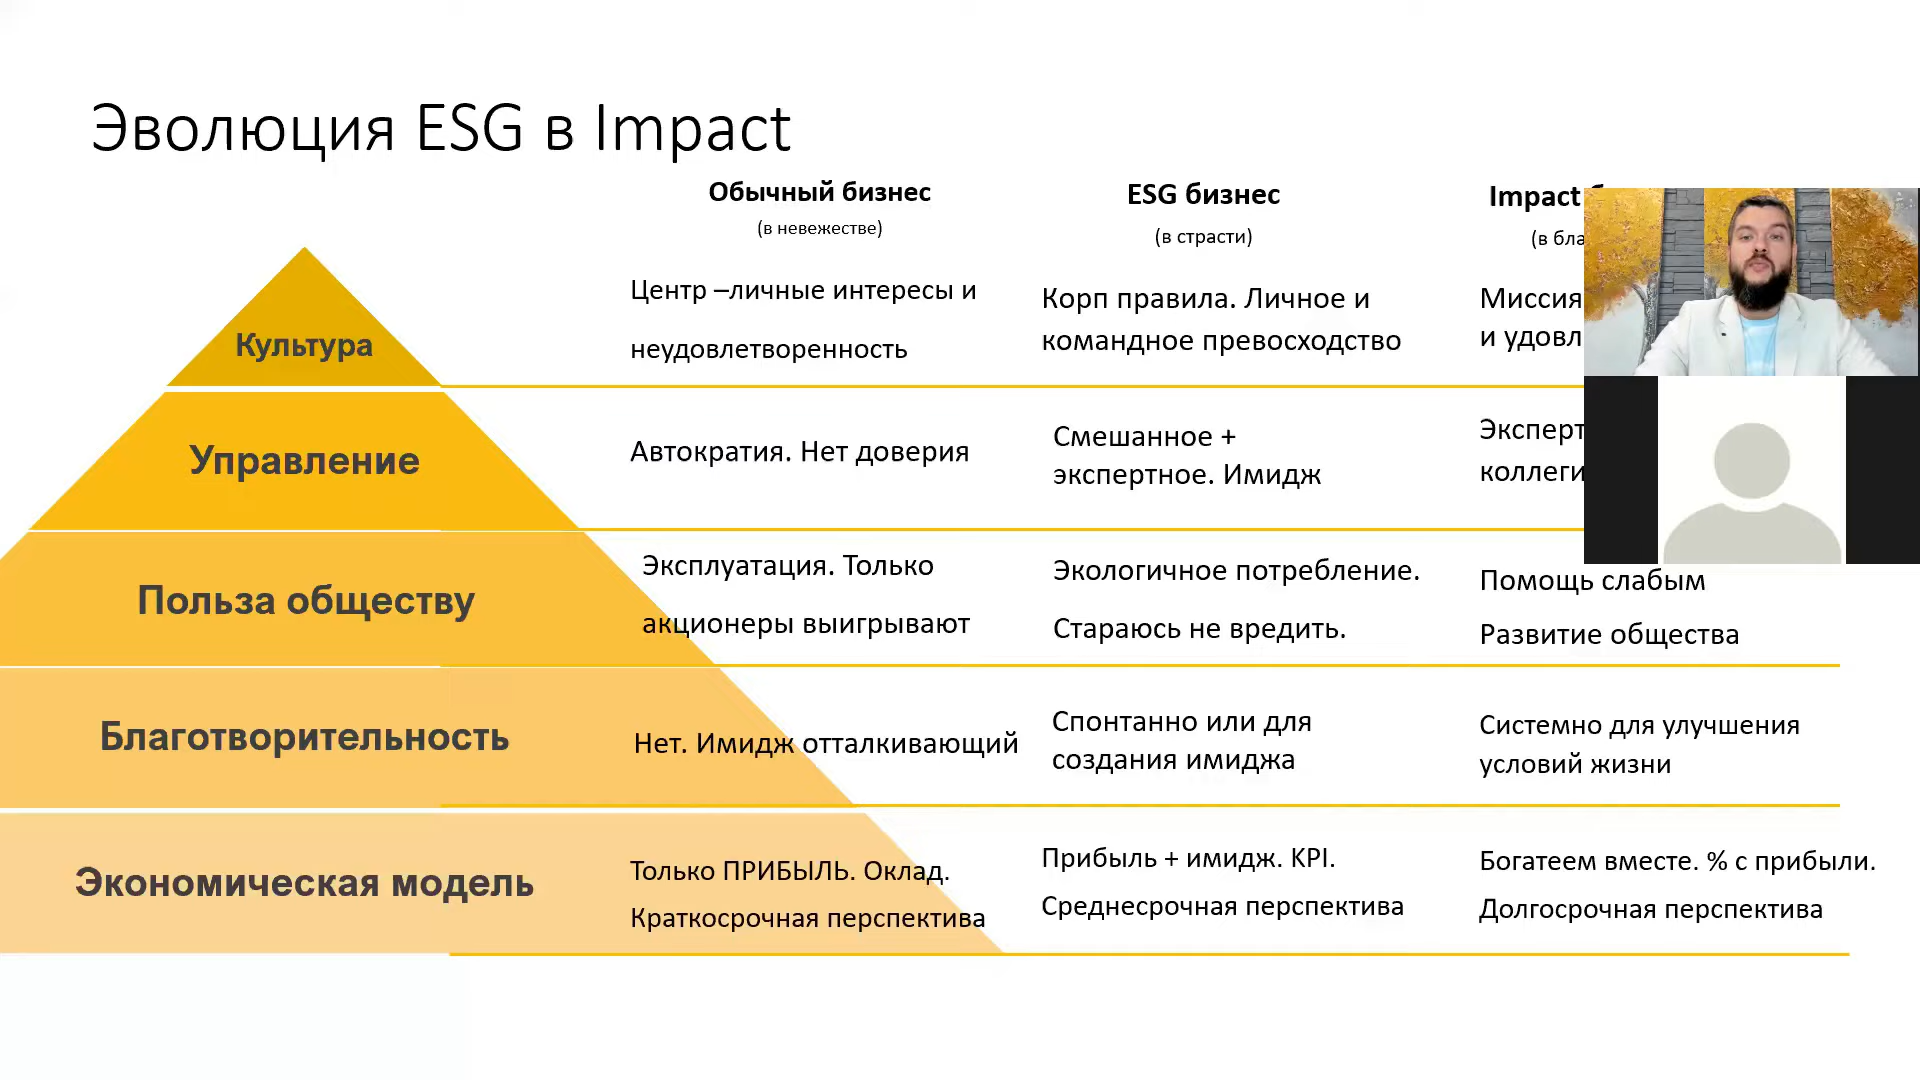 Эволюция ESG в Impact
Обычный бизнес
(в невежестве)
ESG бизнес
(в страсти)
Impact
(в
Культура
Центр –личные интересы и
неудовлетворенность
Корп правила. Личное и
командное превосходство
Миссия
и
Управление
Автократия. Нет доверия
Смешанное +
экспертное. Имидж
Польза обществу
Эксплуатация. Только
акционеры выигрывают
Экологичное потребление.
Стараюсь не вредить.
Помощь слабым
Развитие общества
Благотворительность
Нет. Имидж отталкивающий
Спонтанно или для
создания имиджа
Системно для улучшения
условий жизни
Экономическая модель
Только ПРИБЫЛЬ. Оклад.
Краткосрочная перспектива
Прибыль + имидж. KPI.
Среднесрочная перспектива
Богатеем вместе. % с прибыли.
Долгосрочная перспектива